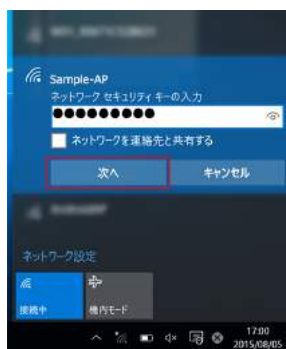 Sample-AP
ネットワーク セキュリティ キーの入力
●●●●●●●●●
ネットワークを連絡先と共有する
次へ
キャンセル
ネットワーク設定
接続中
機内モード
17:00
2015/08/05